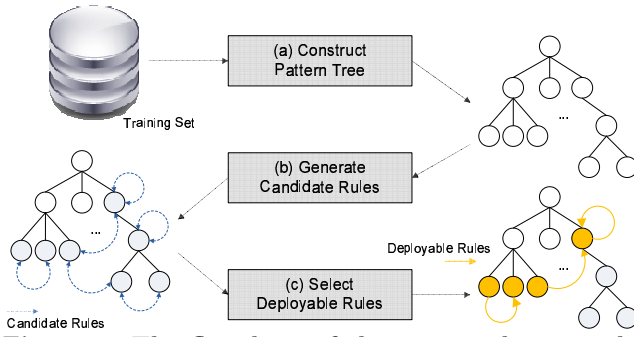 (a) Construct
Pattern Tree
Training Set
...
(b) Generate
Candidate Rules
...
Deployable Rules
...
(c) Select
Deployable Rules
Candidate Rules